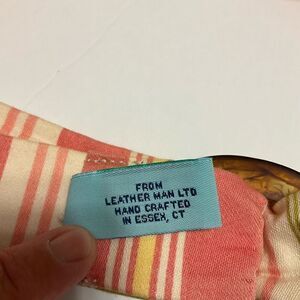 FROM
LEATHER MAN LTD
HAND CRAFTED
IN ESSEX, CT